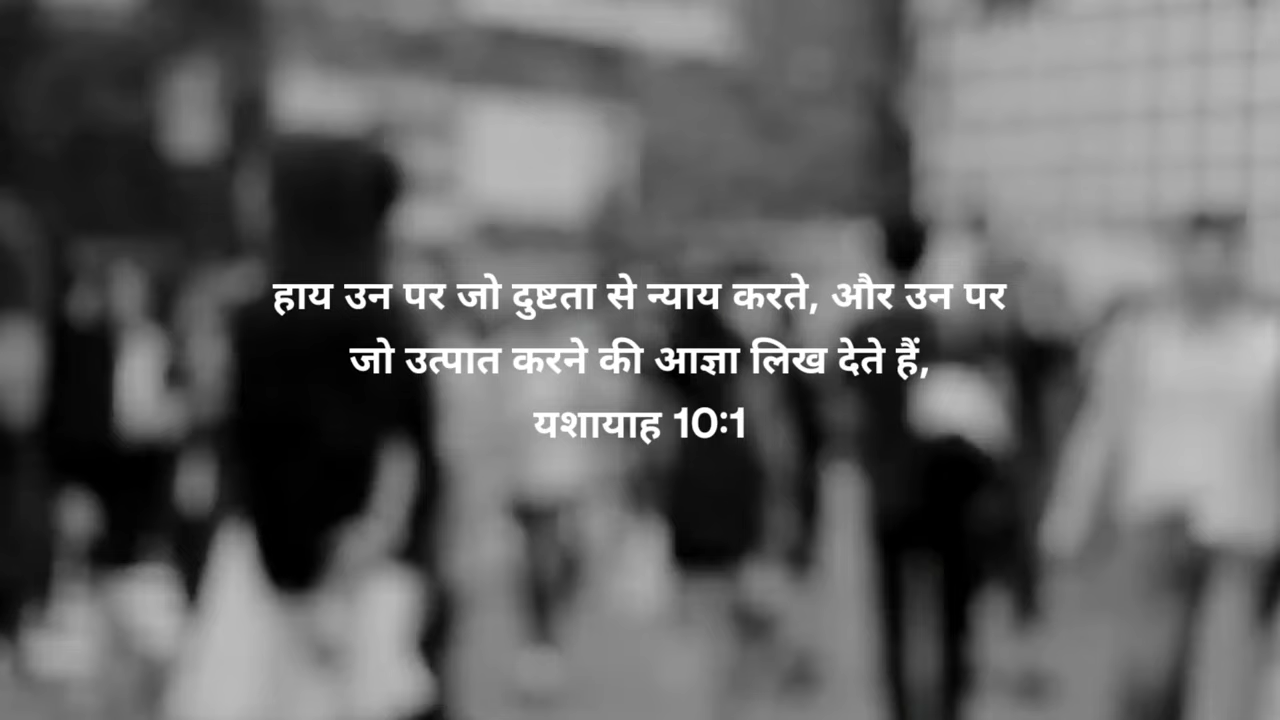 हाय उन पर जो दुष्टता से न्याय करते, और उन पर
जो उत्पात करने की आज्ञा लिख देते हैं,
यशायाह 10:1